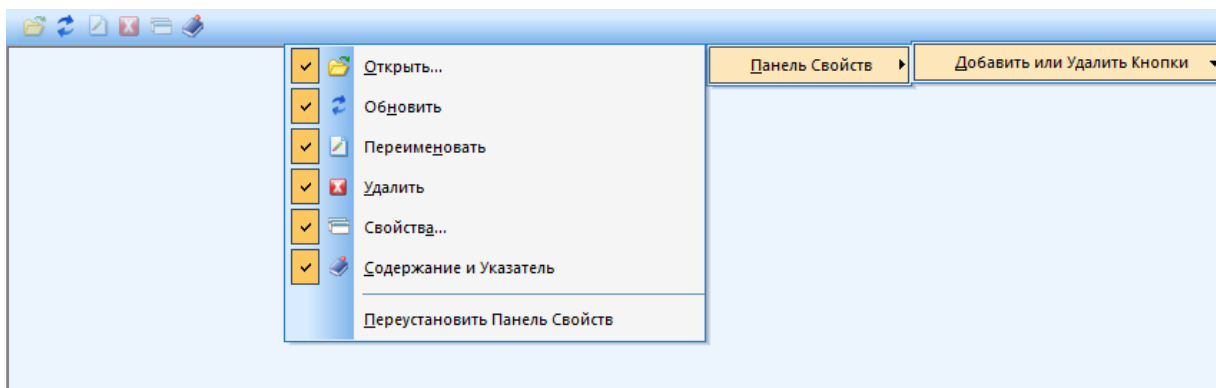 Открыть...
Обновить
Переименовать
Удалить
Свойства...
Содержание и Указатель
Переустановить Панель Свойств
Панель Свойств
Добавить или Удалить Кнопки